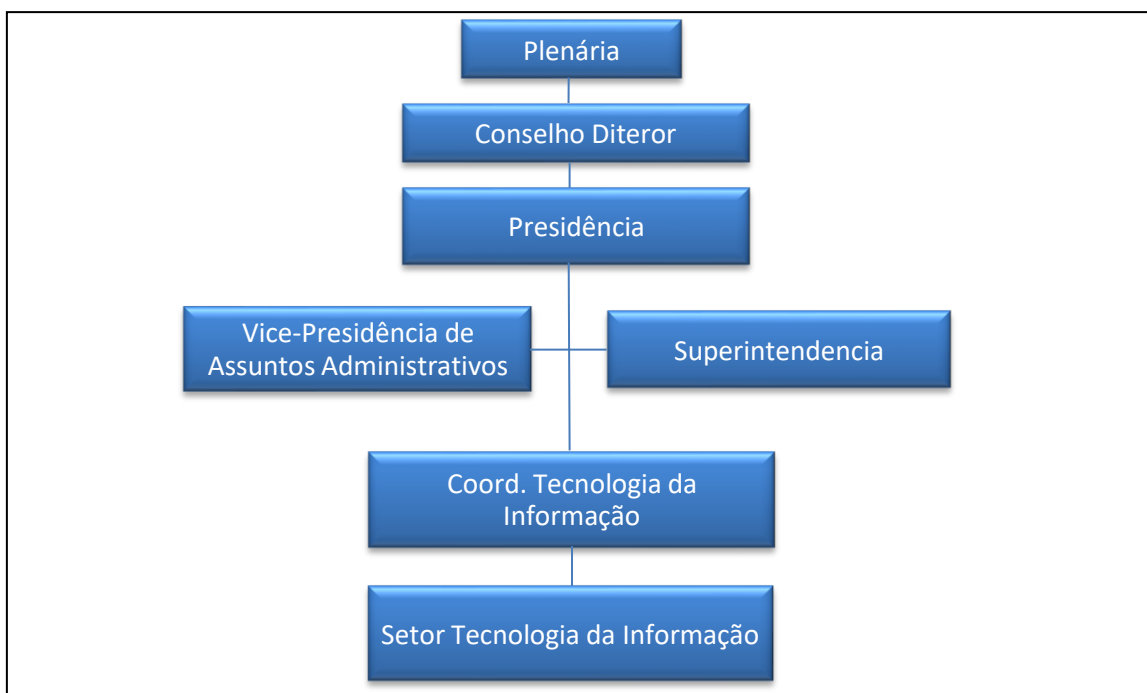 Plenária
Conselho Diteror
Presidência
Vice-Presidência de
Assuntos Administrativos
Superintendencia
Coord. Tecnologia da
Informação
Setor Tecnologia da Informação